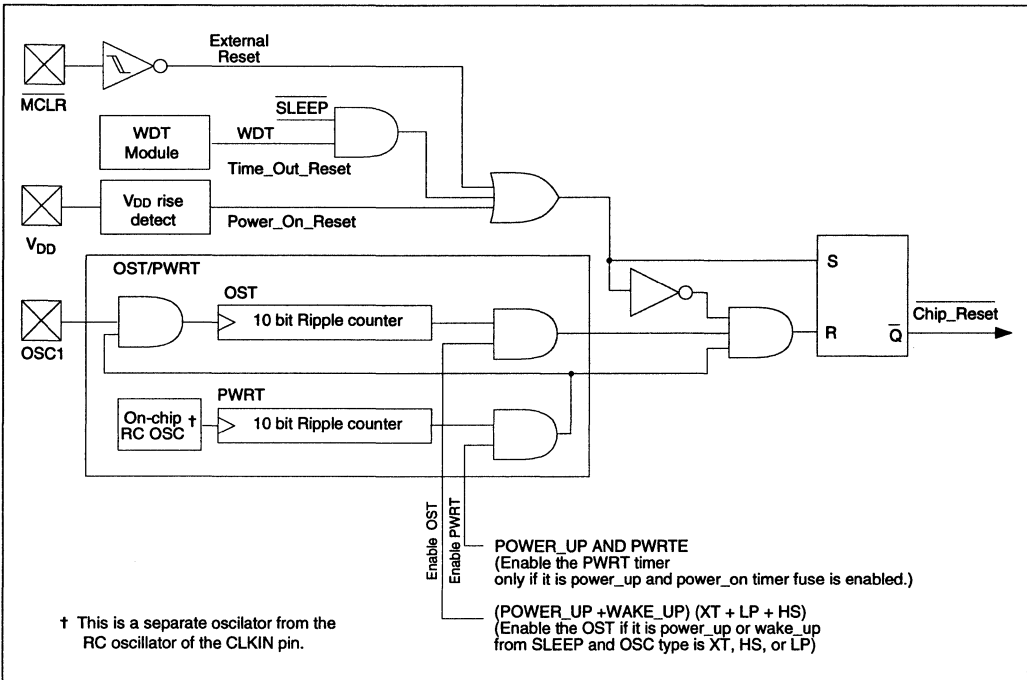 External
Reset
MCLR
SLEEP
WDT
Module
WDT
Time_Out_Reset
VDD rise
detect
Power_On_Reset
VDD
OST/PWRT
OST
10 bit Ripple counter
OSC1
PWRT
On-chip †
RC OSC
10 bit Ripple counter
S
R
Q
Chip_Reset
Enable OST
Enable PWRT
POWER_UP AND PWRTE
(Enable the PWRT timer
only if it is power_up and power_on timer fuse is enabled.)
(POWER_UP +WAKE_UP) (XT + LP + HS)
(Enable the OST if it is power_up or wake_up
from SLEEP and OSC type is XT, HS, or LP)
† This is a separate oscilator from the
RC oscillator of the CLKIN pin.